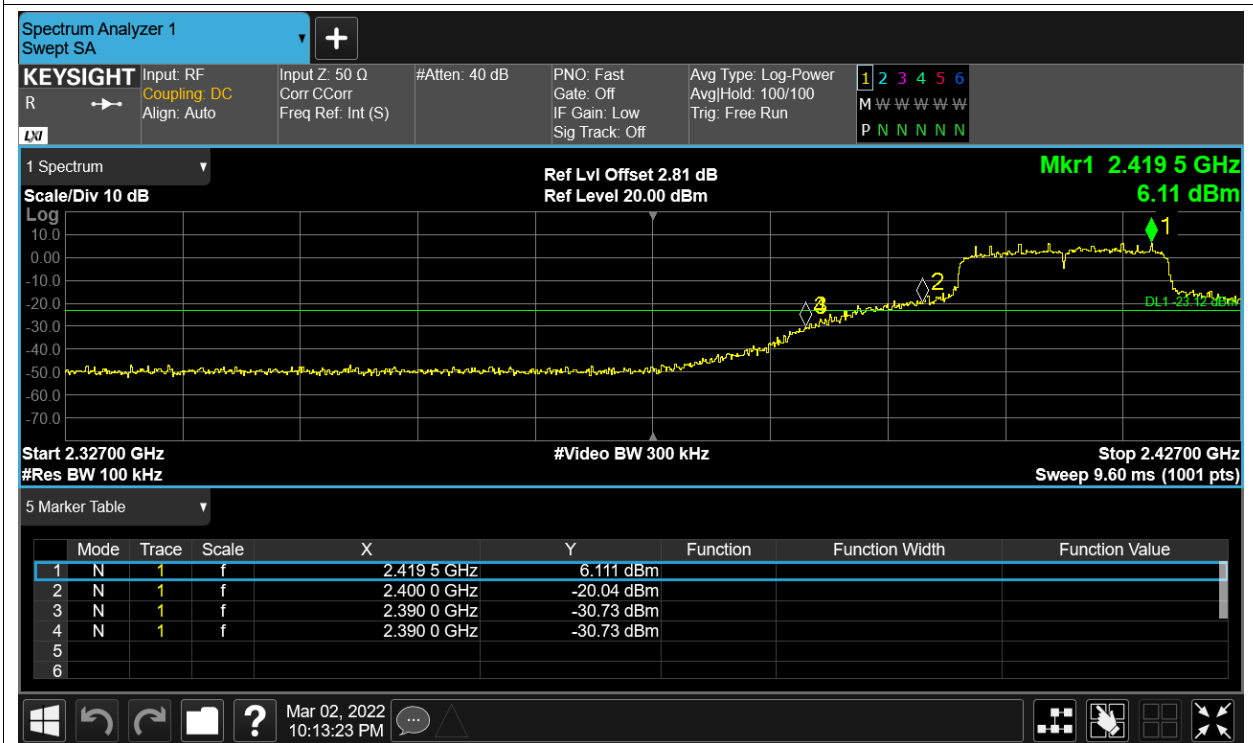 Spectrum Analyzer 1
Swept SA
+
KEYSIGHT
R
LXI
Input: RF
Coupling: DC
Align: Auto
Input Z: 50 Ω
Corr CCorr
Freq Ref: Int (S)
#Atten: 40 dB
PNO: Fast
Gate: Off
IF Gain: Low
Sig Track: Off
Avg Type: Log-Power
Avg|Hold: 100/100
Trig: Free Run
1 2 3 4 5 6
M W W W W W
P N N N N N
1 Spectrum
Scale/Div 10 dB
Ref Lvl Offset 2.81 dB
Ref Level 20.00 dBm
Mkr1 2.419 5 GHz
6.11 dBm
Log
10.0
0.00
-10.0
-20.0
-30.0
-40.0
-50.0
-60.0
-70.0
1
2
DL1 -23.12 dBm
Start 2.32700 GHz
#Res BW 100 kHz
#Video BW 300 kHz
Stop 2.42700 GHz
Sweep 9.60 ms (1001 pts)
5 Marker Table
Mode Trace Scale X Y Function Function Width Function Value
1 N 1 f 2.419 5 GHz 6.111 dBm
2 N 1 f 2.400 0 GHz -20.04 dBm
3 N 1 f 2.390 0 GHz -30.73 dBm
4 N 1 f 2.390 0 GHz -30.73 dBm
5
6
?
Mar 02, 2022
10:13:23 PM